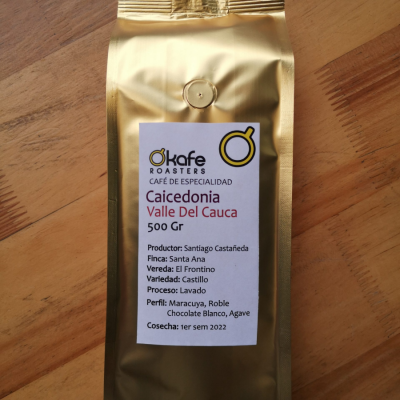 Okafe
ROASTERS
CAFÉ DE ESPECIALIDAD
Caicedonia
Valle Del Cauca
500 Gr
Productor: Santiago Castañeda
Finca: Santa Ana
Vereda: El Frontino
Variedad: Castillo
Proceso: Lavado
Perfil: Maracuya, Roble
Chocolate Blanco, Agave
Cosecha: 1er sem 2022